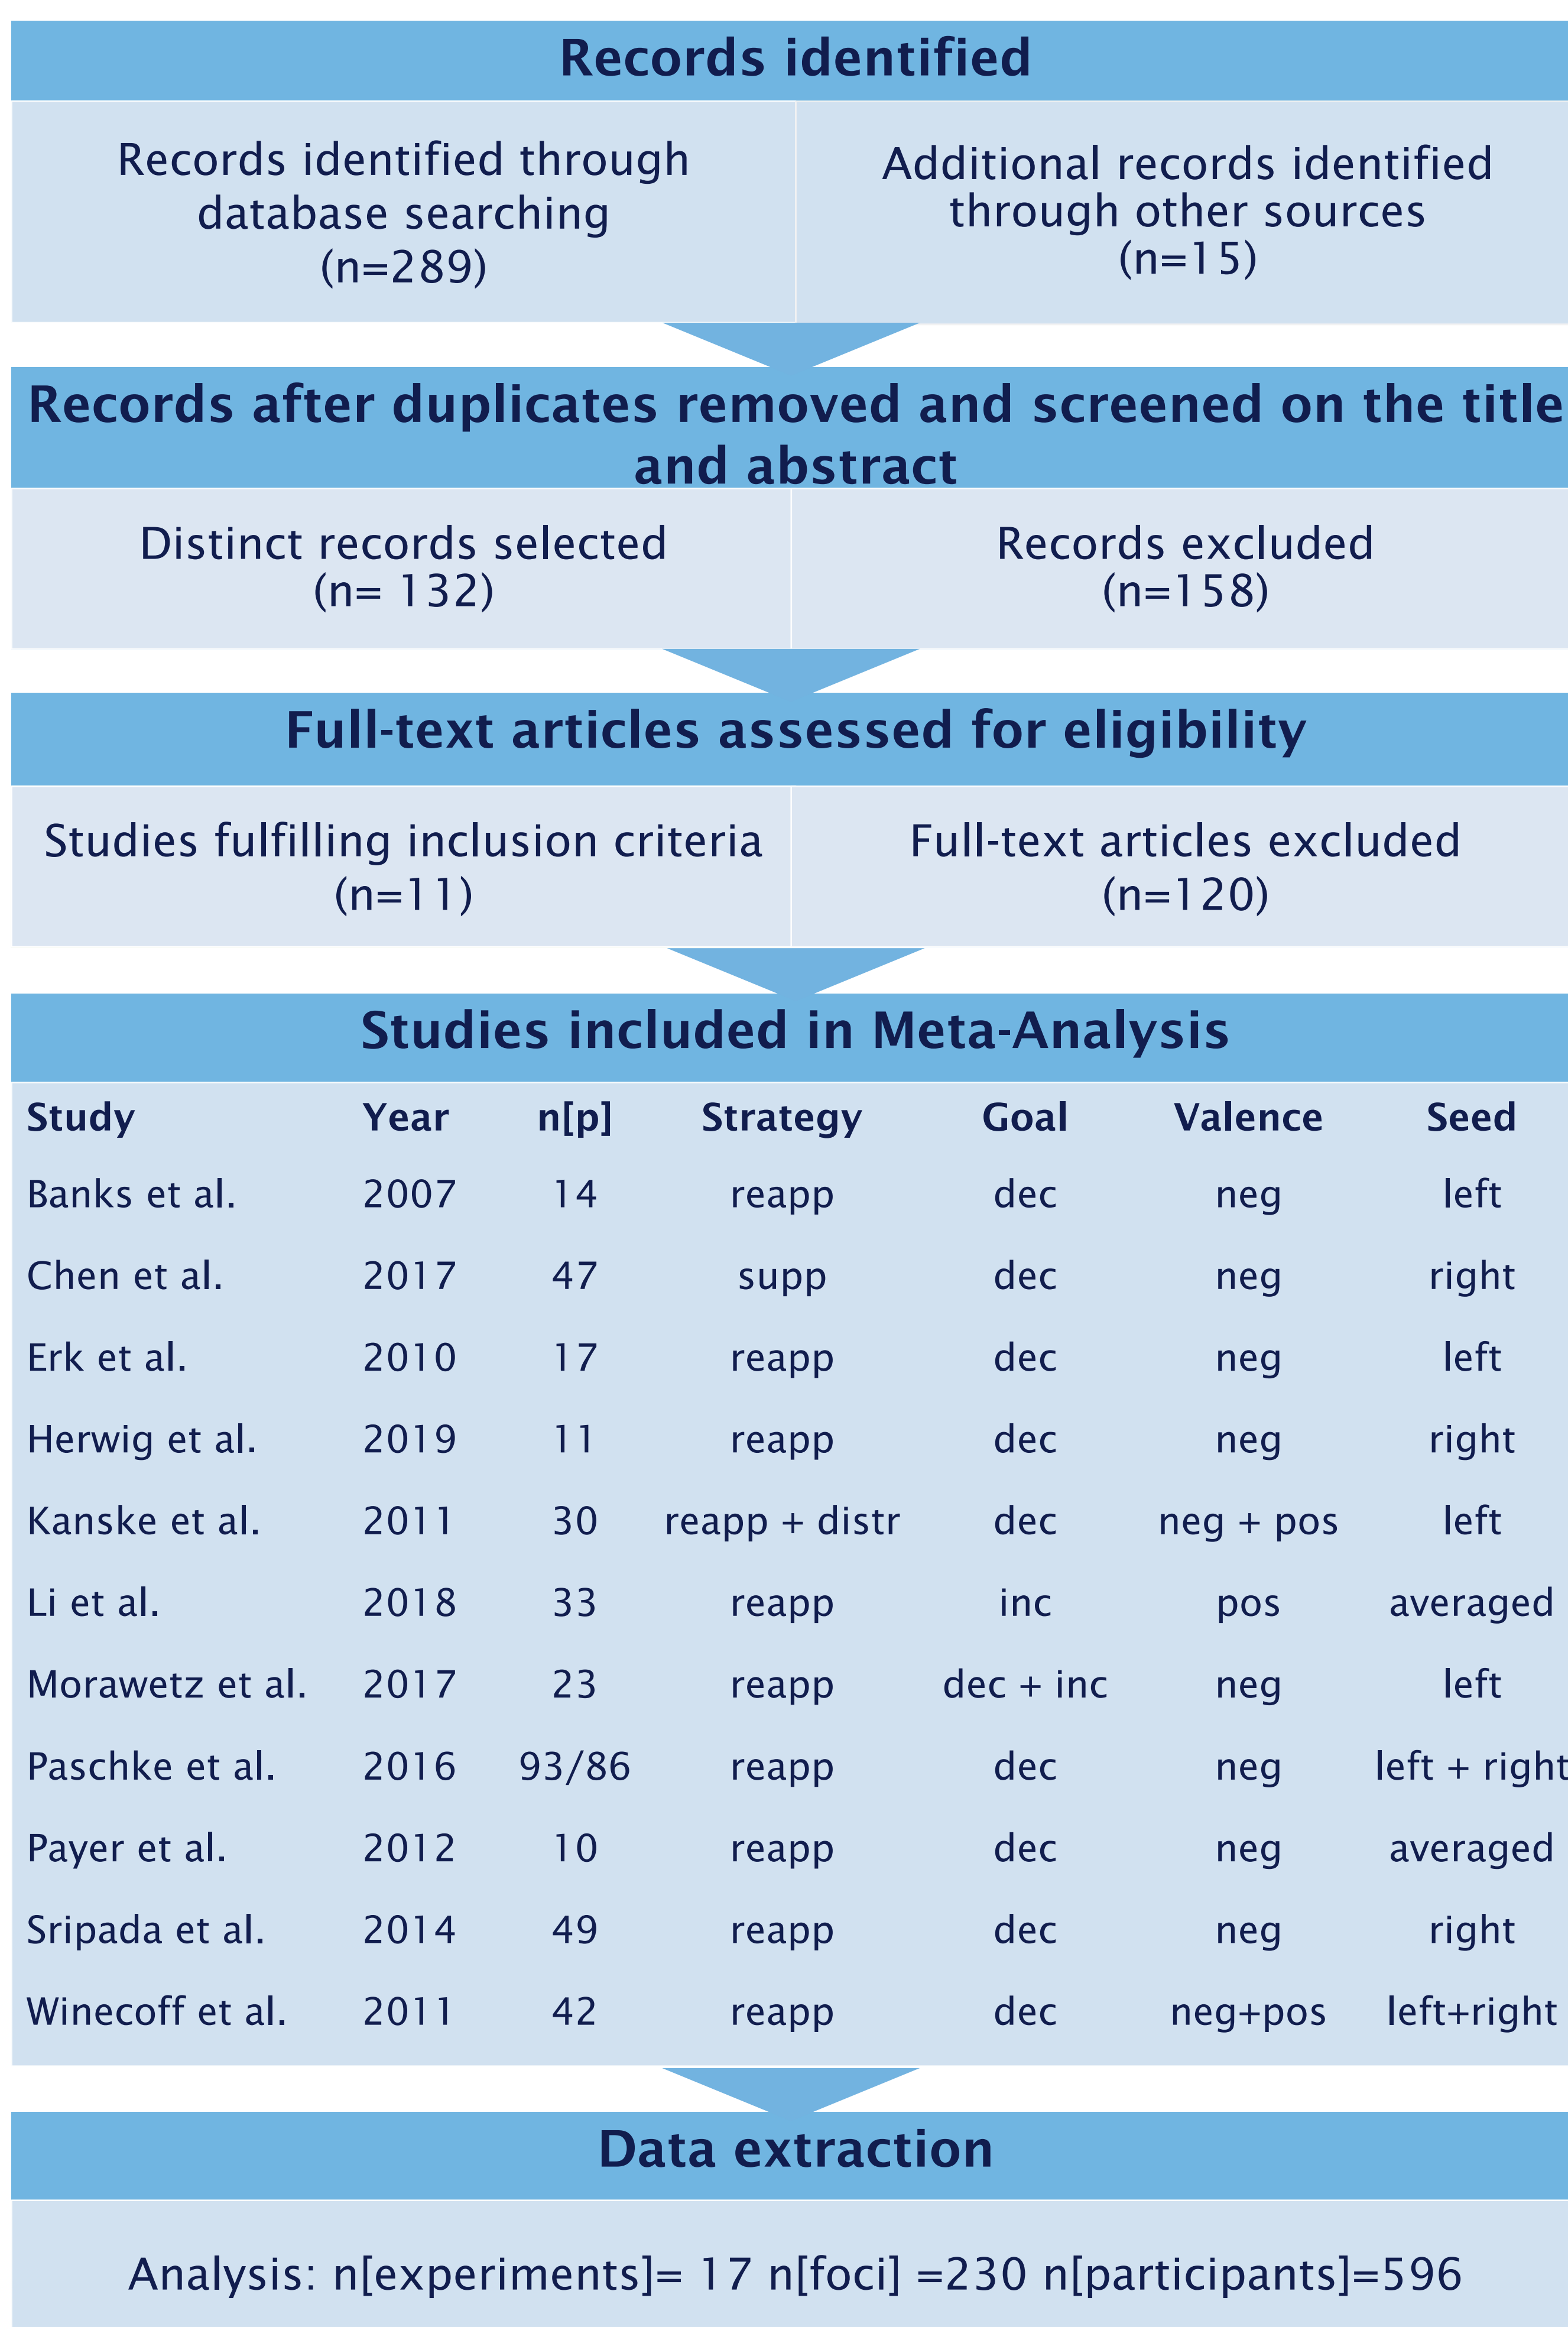 Records identified
Records identified through
database searching
(n=289)
Additional records identified
through other sources
(n=15)
Records after duplicates removed and screened on the title
and abstract
Distinct records selected
(n= 132)
Records excluded
(n=158)
Full-text articles assessed for eligibility
Studies fulfilling inclusion criteria
(n=11)
Full-text articles excluded
(n=120)
Studies included in Meta-Analysis
Study Year n[p] Strategy Goal Valence Seed
Banks et al. 2007 14 reapp dec neg left
Chen et al. 2017 47 supp dec neg right
Erk et al. 2010 17 reapp dec neg left
Herwig et al. 2019 11 reapp dec neg right
Kanske et al. 2011 30 reapp + distr dec neg + pos left
Li et al. 2018 33 reapp inc pos averaged
Morawetz et al. 2017 23 reapp dec + inc neg left
Paschke et al. 2016 93/86 reapp dec neg left + right
Payer et al. 2012 10 reapp dec neg averaged
Sripada et al. 2014 49 reapp dec neg right
Winecoff et al. 2011 42 reapp dec neg+pos left+right
Data extraction
Analysis: n[experiments]= 17 n[foci] =230 n[participants]=596